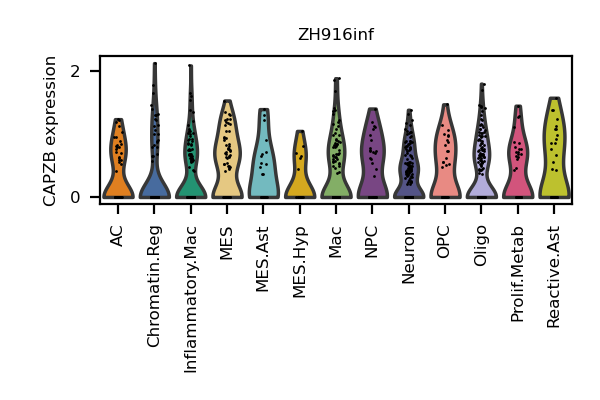 ZH916inf
CAPZB expression
2
0
AC
Chromatin.Reg
Inflammatory.Mac
MES
MES.Ast
MES.Hyp
Mac
NPC
Neuron
OPC
Oligo
Prolif.Metab
Reactive.Ast